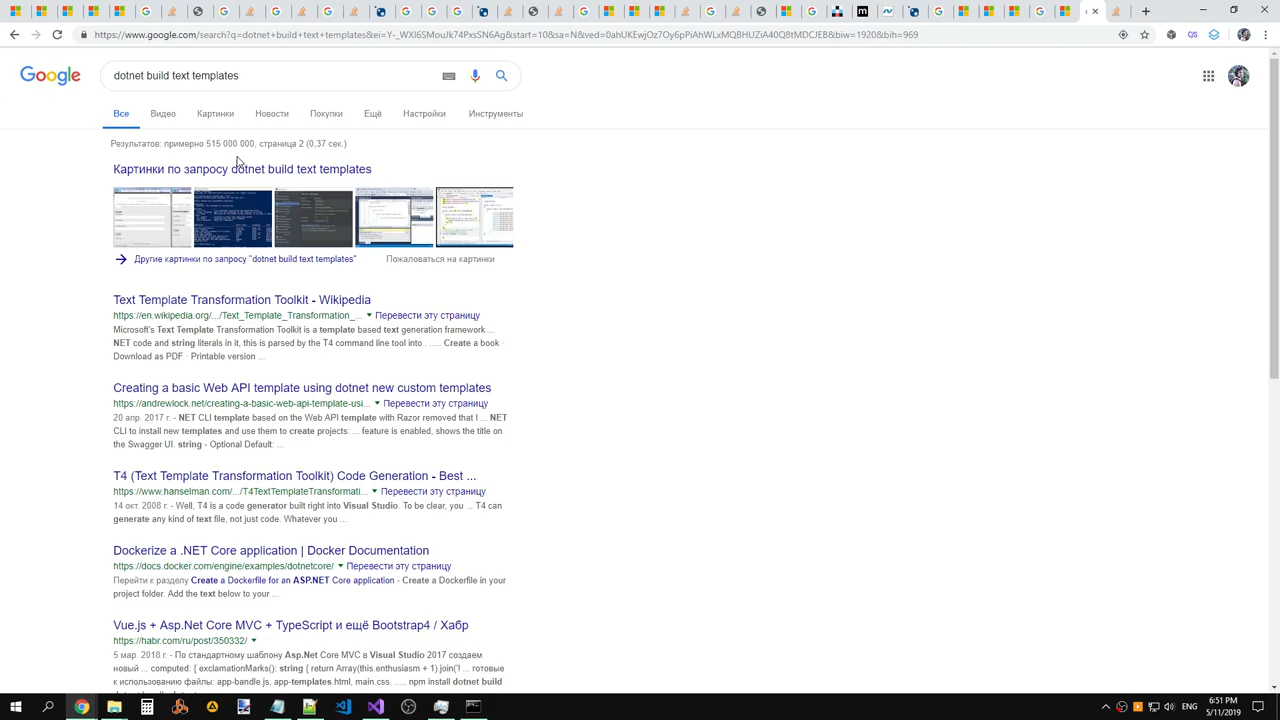 https://www.google.com/search?q=dotnet+build+text+templates&ei=Y-_WXI6SMouJk74PxsSN6Ag&start=10&sa=N&ved=0ahUKEwjOz7Oy6pPiAhWLxMQBHUZiA40Q8tMDCJEB&biw=1920&bih=969
Google
dotnet build text templates
Все Видео Картинки Новости Покупки Ещё Настройки Инструменты
Результатов: примерно 515 000 000, страница 2 (0,37 сек.)
Картинки по запросу dotnet build text templates
Другие картинки по запросу "dotnet build text templates" Пожаловаться на картинки
Text Template Transformation Toolkit - Wikipedia
https://en.wikipedia.org/.../Text_Template_Transformation_... Перевести эту страницу
Microsoft's Text Template Transformation Toolkit is a template based text generation framework ...
NET code and string literals in it, this is parsed by the T4 command line tool into . ..... Create a book ·
Download as PDF · Printable version ...
Creating a basic Web API template using dotnet new custom templates
https://andrewlock.net/creating-a-basic-web-api-template-usi... Перевести эту страницу
20 апр. 2017 г. - NET CLI template based on the Web API template with Razor removed that I ... NET
CLI to install new templates and use them to create projects: ... feature is enabled, shows the title on
the Swagger UI. string - Optional Default: ...
T4 (Text Template Transformation Toolkit) Code Generation - Best ...
https://www.hanselman.com/.../T4TextTemplateTransformati... Перевести эту страницу
14 окт. 2008 г. - Well, T4 is a code generator built right into Visual Studio. To be clear, you ... T4 can
generate any kind of text file, not just code. Whatever you ...
Dockerize a .NET Core application | Docker Documentation
https://docs.docker.com/engine/examples/dotnetcore/ Перевести эту страницу
Перейти к разделу Create a Dockerfile for an ASP.NET Core application - Create a Dockerfile in your
project folder. Add the text below to your ...
Vue.js + Asp.Net Core MVC + TypeScript и ещё Bootstrap4 / Хабр
https://habr.com/ru/post/350332/
5 мар. 2018 г. - По стандартному шаблону Asp.Net Core MVC в Visual Studio 2017 создаем
новый ... computed: { exclamationMarks(): string { return Array(this.enthusiasm + 1).join('! ... готовые
к использованию файлы: app-bandle.js, app-templates.html, main.css. ..... npm install dotnet build
ENG
6:51 PM
5/11/2019